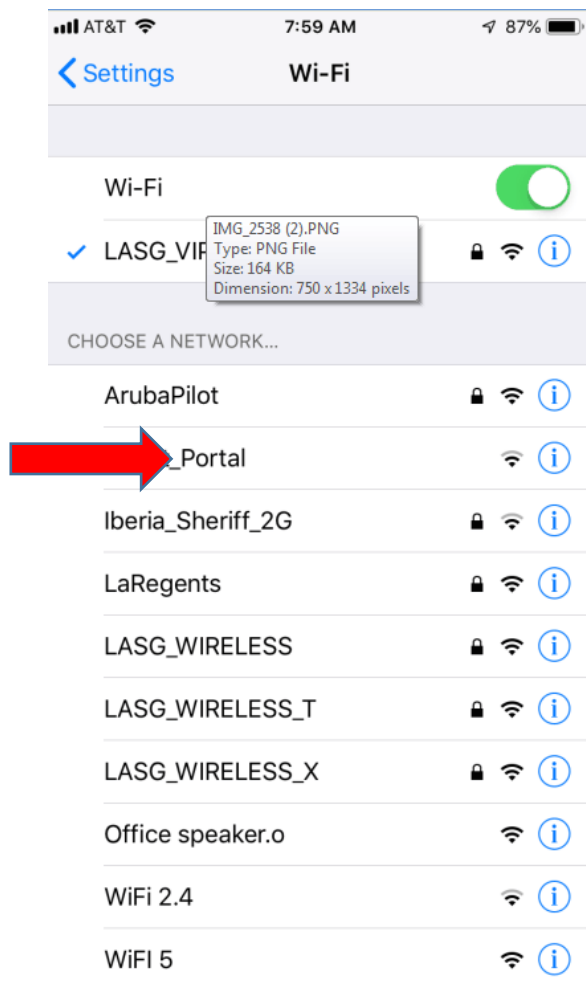 AT&T 7:59 AM 87%
Settings Wi-Fi
Wi-Fi
IMG_2538 (2).PNG
LASG_VIP
Type: PNG File
Size: 164 KB
Dimension: 750 x 1334 pixels
CHOOSE A NETWORK...
ArubaPilot
_Portal
Iberia_Sheriff_2G
LaRegents
LASG_WIRELESS
LASG_WIRELESS_T
LASG_WIRELESS_X
Office speaker.o
WiFi 2.4
WiFI 5